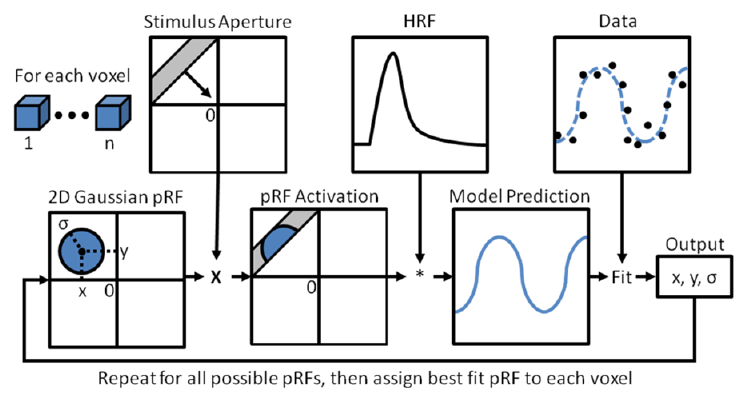 Stimulus Aperture
HRF
Data
For each voxel
1
n
0
2D Gaussian pRF
pRF Activation
Model Prediction
Output
σ
y
x
0
X
0
*
Fit
x, y, σ
Repeat for all possible pRFs, then assign best fit pRF to each voxel